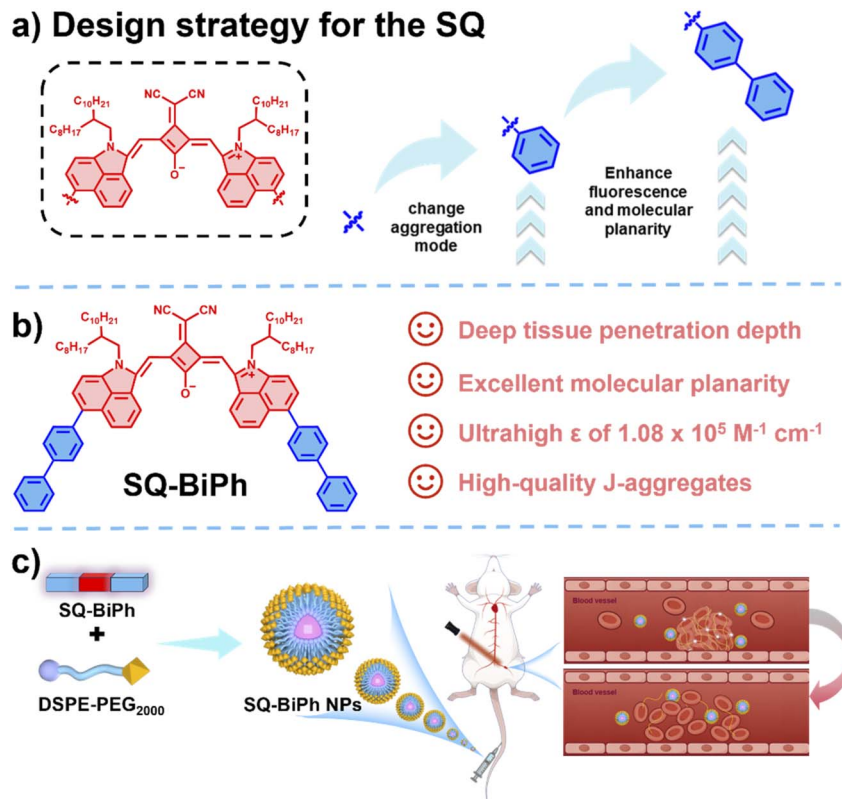 a) Design strategy for the SQ
NC CN
C₁₀H₂₁ C₁₀H₂₁
C₈H₁₇ C₈H₁₇
N N⁺
O⁻
change
aggregation
mode
Enhance
fluorescence
and molecular
planarity
b)
NC CN
C₁₀H₂₁ C₁₀H₂₁
C₈H₁₇ C₈H₁₇
N N⁺
O⁻
SQ-BiPh
Deep tissue penetration depth
Excellent molecular planarity
Ultrahigh ε of 1.08 x 10⁵ M⁻¹ cm⁻¹
High-quality J-aggregates
c)
SQ-BiPh
+
DSPE-PEG₂₀₀₀
SQ-BiPh NPs
Blood vessel
Blood vessel